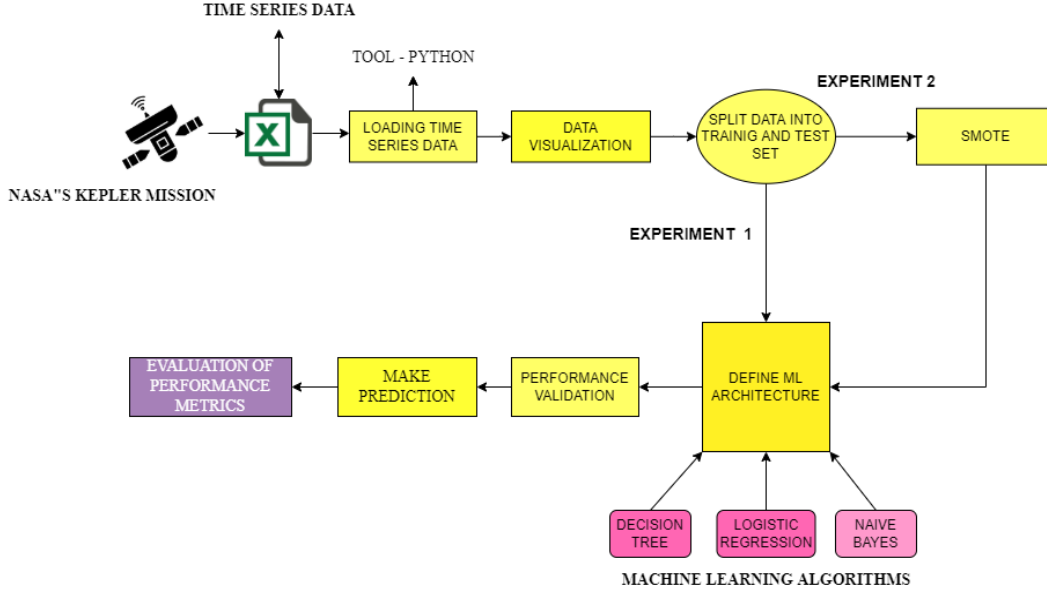 TIME SERIES DATA
TOOL - PYTHON
EXPERIMENT 2
X
LOADING TIME
SERIES DATA
DATA
VISUALIZATION
SPLIT DATA INTO
TRAINIG AND TEST
SET
SMOTE
NASA"S KEPLER MISSION
EXPERIMENT 1
EVALUATION OF
PERFORMANCE
METRICS
MAKE
PREDICTION
PERFORMANCE
VALIDATION
DEFINE ML
ARCHITECTURE
DECISION
TREE
LOGISTIC
REGRESSION
NAIVE
BAYES
MACHINE LEARNING ALGORITHMS